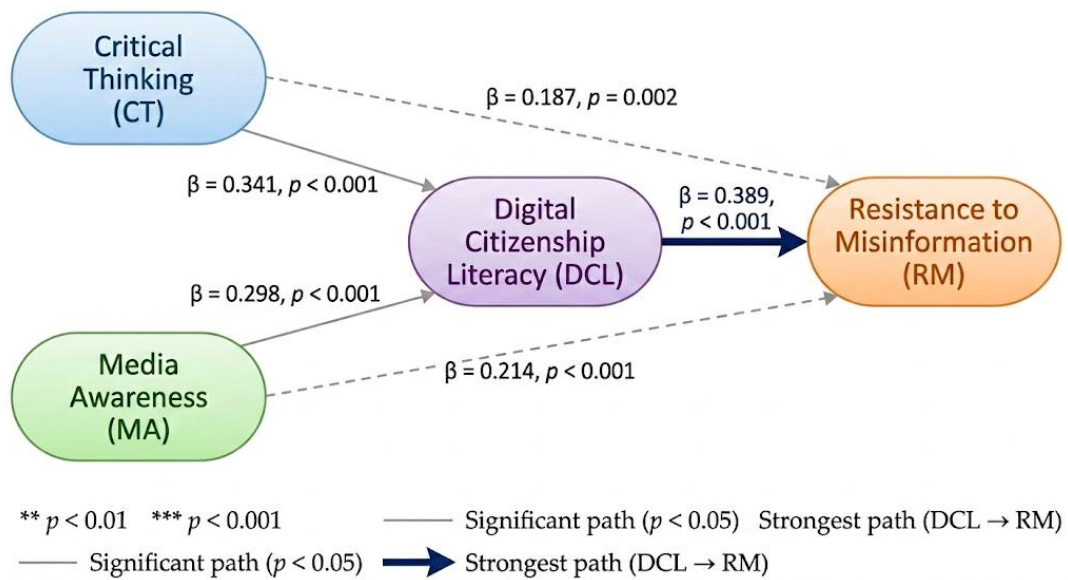 Critical
Thinking
(CT)
β = 0.187, p = 0.002
β = 0.341, p < 0.001
Digital
Citizenship
Literacy (DCL)
β = 0.389,
p < 0.001
Resistance to
Misinformation
(RM)
β = 0.298, p < 0.001
Media
Awareness
(MA)
β = 0.214, p < 0.001
** p < 0.01 *** p < 0.001
Significant path (p < 0.05) Strongest path (DCL → RM)
Significant path (p < 0.05)
Strongest path (DCL → RM)